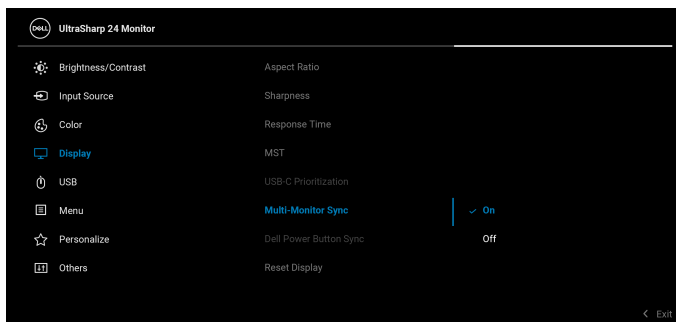 DELL UltraSharp 24 Monitor
Brightness/Contrast Aspect Ratio
Input Source Sharpness
Color Response Time
Display MST
USB USB-C Prioritization
Menu Multi-Monitor Sync On
Personalize Dell Power Button Sync Off
Others Reset Display
Exit